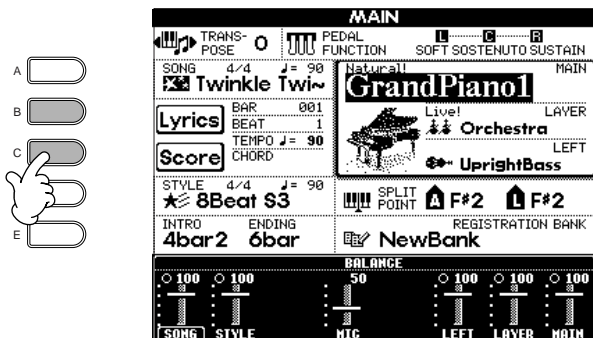 MAIN
TRANS-
POSE 0
PEDAL
FUNCTION
L C R
SOFT SOSTENUTO SUSTAIN
SONG 4/4 ♩= 90
Twinkle Twi~
Natural! MAIN
GrandPiano1
Lyrics
BAR 001
BEAT 1
Live! LAYER
Orchestra
Score
TEMPO ♩= 90
CHORD
LEFT
UprightBass
STYLE 4/4 ♩= 90
8Beat S3
SPLIT
POINT A F#2 L F#2
INTRO ENDING
4bar2 6bar
REGISTRATION BANK
NewBank
BALANCE
100 100 50 100 100 100
SONG STYLE MIC LEFT LAYER MAIN
A
B
C
E